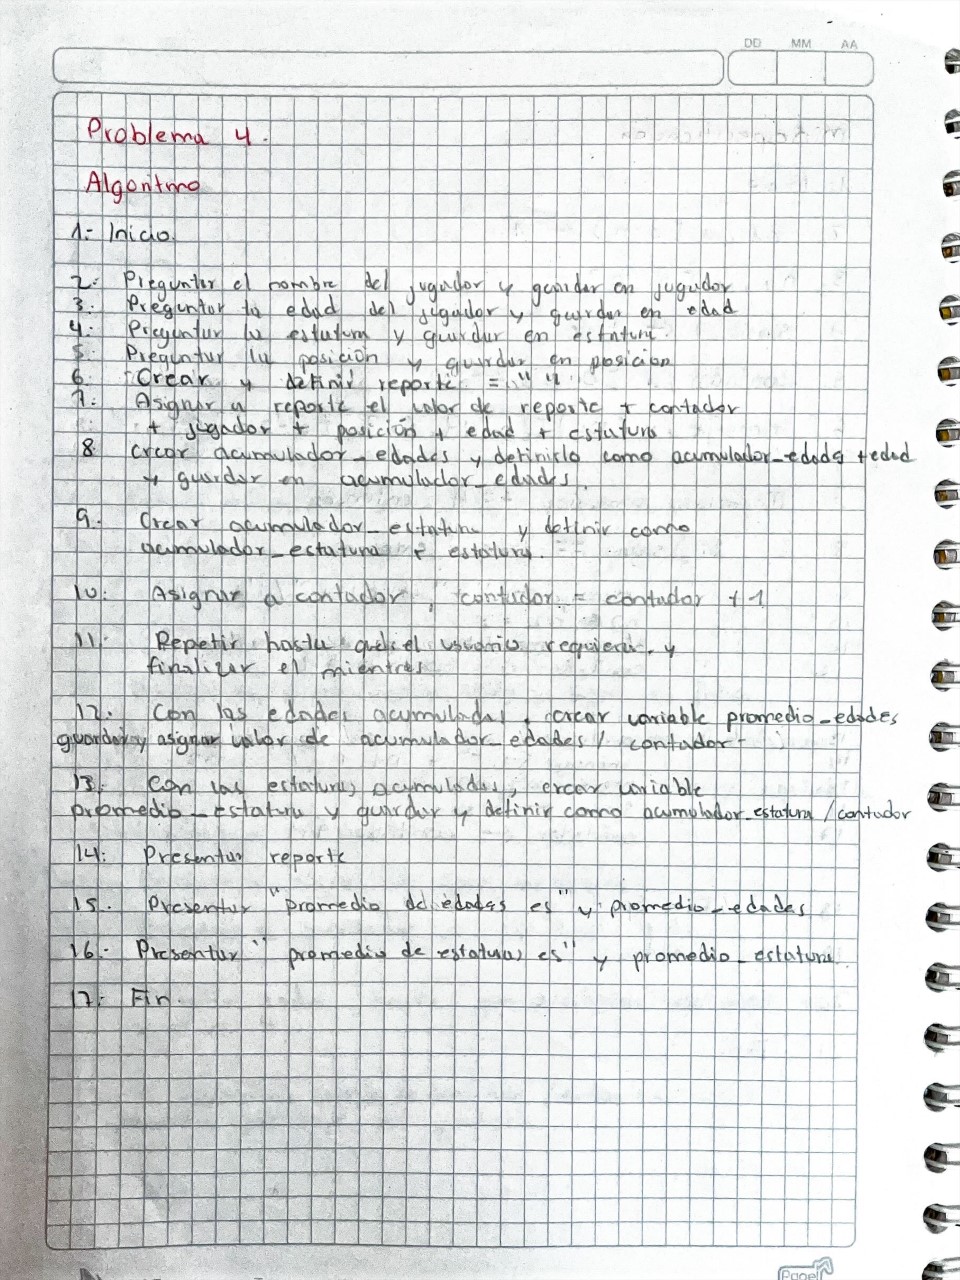 DD MM AA
Problema 4.
Algoritmo
1.- Inicio.
2.- Preguntar el nombre del jugador y guardar en jugador
3.- Preguntar la edad del jugador y guardar en edad
4.- Preguntar la estatura y guardar en estatura.
5.- Preguntar la posición y guardar en posicion
6.- Crear y definir reporte = " "
7.- Asignar a reporte el valor de reporte + contador
+ jugador + posición + edad + estatura
8. crear acumulador_edades y definirlo como acumulador_edades + edad
y guardar en acumulador_edades.
9.- Crear acumulador_estatura y definir como
acumulador_estatura + estatura.
10.- Asignar a contador, contador = contador + 1
11.- Repetir hasta que el usuario requiera, y
finalizar el mientras
12.- Con las edades acumuladas, crear variable promedio_edades
guardar y asignar valor de acumulador_edades / contador-
13.- Con las estaturas acumuladas, crear variable
promedio_estatura y guardar y definir como acumulador_estatura / contador
14.- Presentar reporte
15.- Presentar "promedio de edades es" y promedio_edades
16.- Presentar "promedio de estaturas es" y promedio_estatura
17.- Fin.
Papel